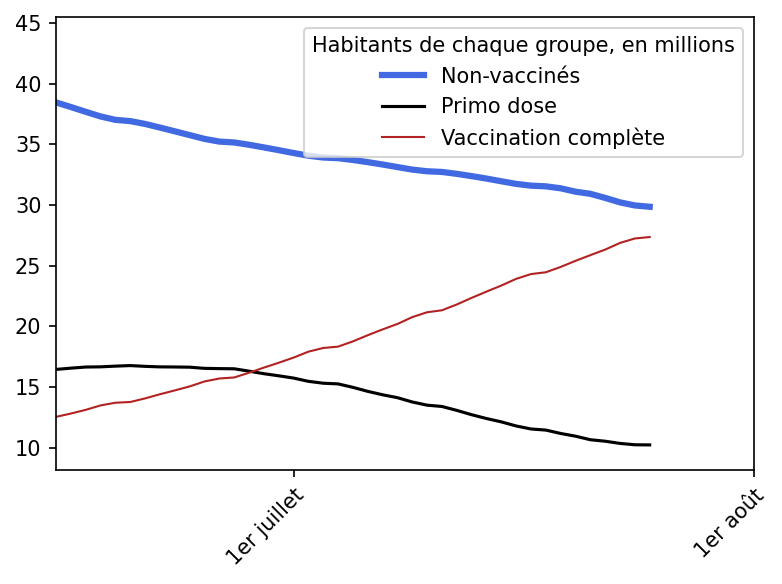 Habitants de chaque groupe, en millions
Non-vaccinés
Primo dose
Vaccination complète
45
40
35
30
25
20
15
10
1er juillet
1er août